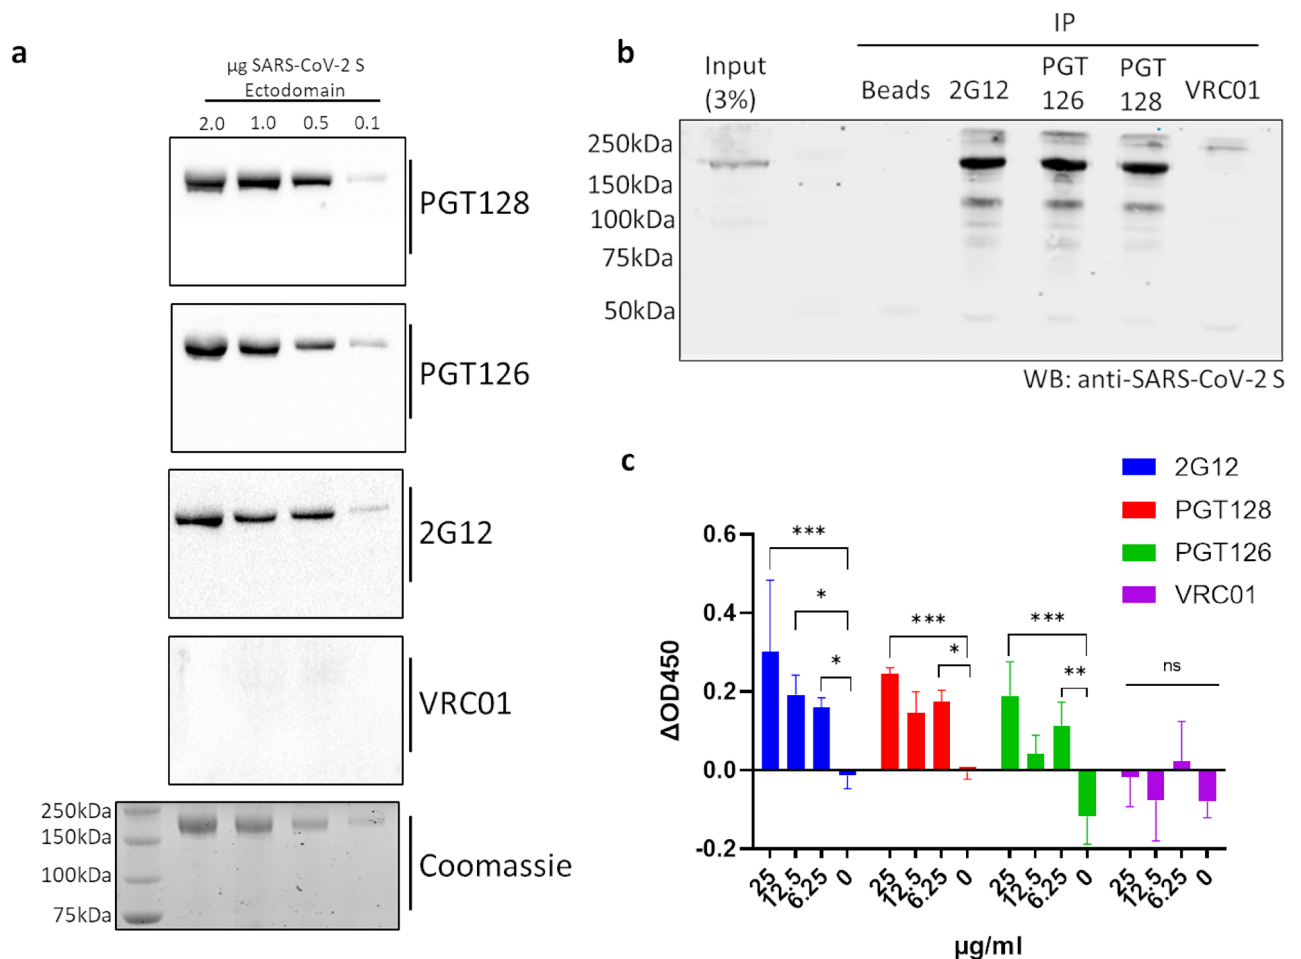 a
µg SARS-CoV-2 S
Ectodomain
2.0 1.0 0.5 0.1
PGT128
PGT126
2G12
VRC01
250kDa
150kDa
100kDa
75kDa
Coomassie
b
IP
Input
(3%)
Beads
2G12
PGT
126
PGT
128
VRC01
250kDa
150kDa
100kDa
75kDa
50kDa
WB: anti-SARS-CoV-2 S
c
2G12
PGT128
PGT126
VRC01
ΔOD450
0.6
0.4
0.2
0.0
-0.2
***
*
*
***
*
***
**
ns
25 12.5 6.25 0 25 12.5 6.25 0 25 12.5 6.25 0 25 12.5 6.25 0
µg/ml